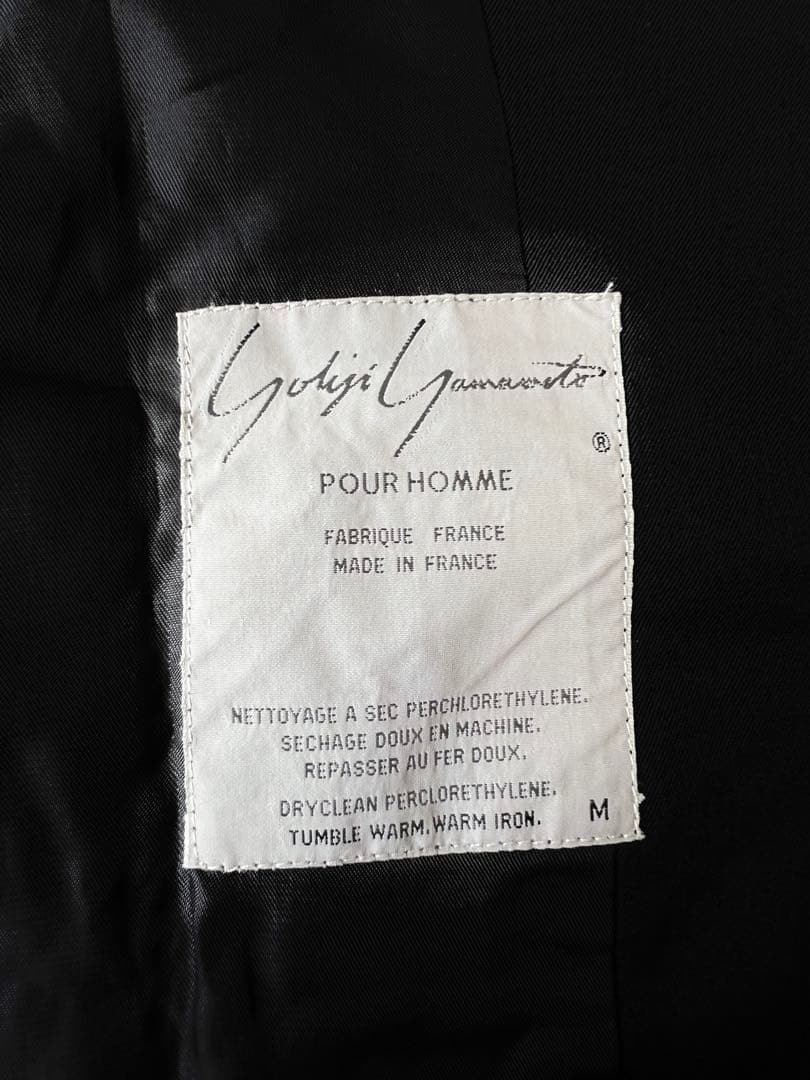 Yohji Yamamoto
®
POUR HOMME
FABRIQUE FRANCE
MADE IN FRANCE
NETTOYAGE A SEC PERCHLORETHYLENE.
SECHAGE DOUX EN MACHINE.
REPASSER AU FER DOUX.
DRYCLEAN PERCLORETHYLENE.
TUMBLE WARM.WARM IRON.
M